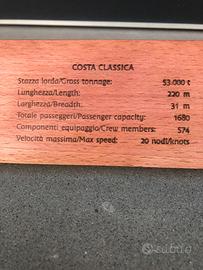 COSTA CLASSICA
Stazza lorda/Gross tonnage: 53.000 t
Lunghezza/Length: 220 m
Larghezza/Breadth: 31 m
Totale passeggeri/Passenger capacity: 1680
Componenti equipaggio/Crew members: 574
Velocità massima/Max speed: 20 nodi/knots
subito